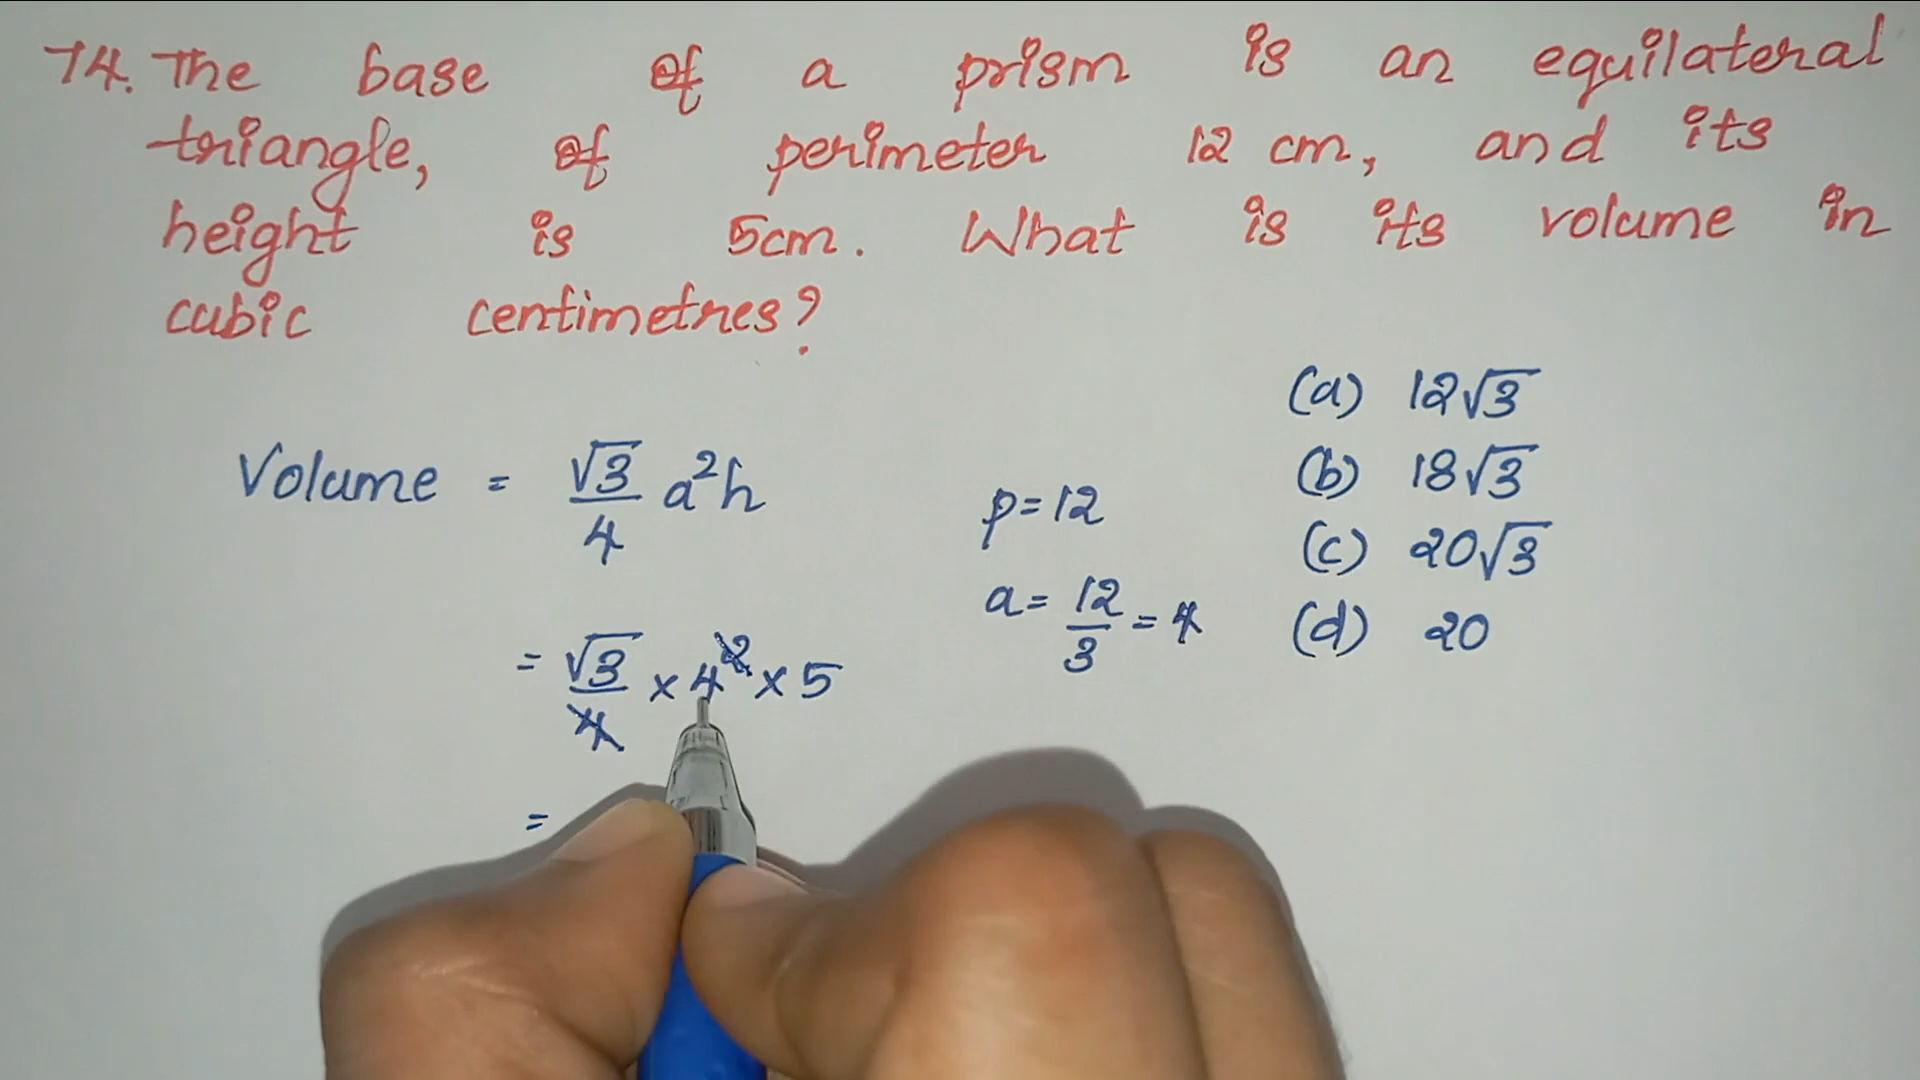 74. The base of a prism is an equilateral
triangle, of perimeter 12 cm, and its
height is 5cm. What is its volume in
cubic centimetres?
(a) 12√3
(b) 18√3
(c) 20√3
(d) 20
Volume = √3/4 a²h
p = 12
a = 12/3 = 4
= √3/4 × 4² × 5
=